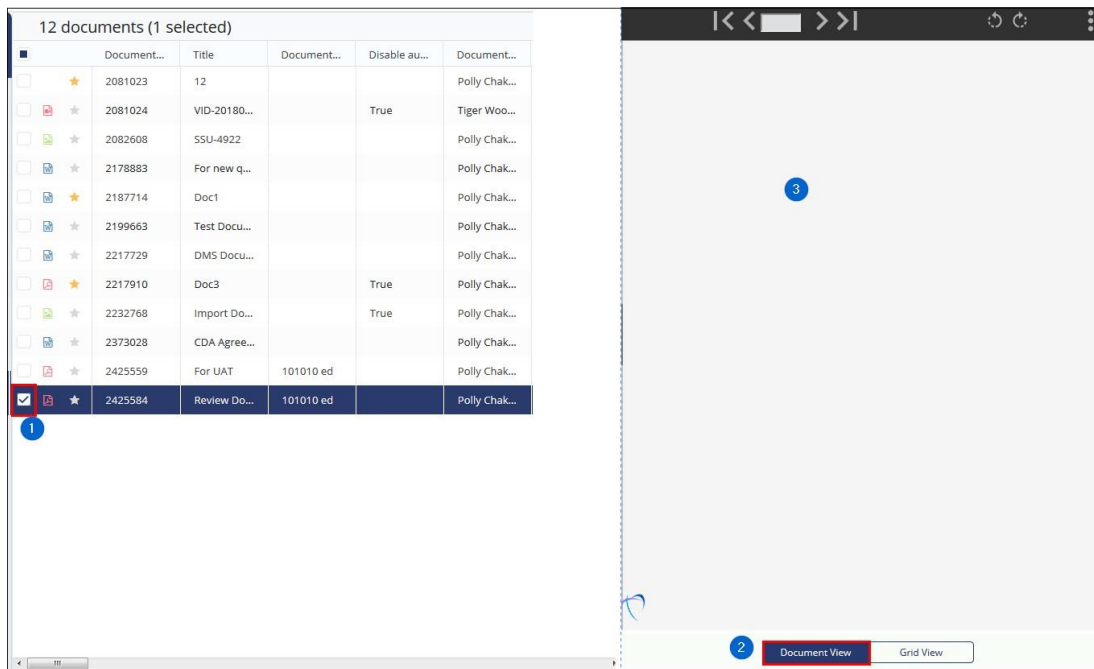 12 documents (1 selected)
Document... Title Document... Disable au... Document...
2081023 12 Polly Chak...
2081024 VID-20180... True Tiger Woo...
2082608 SSU-4922 Polly Chak...
2178883 For new q... Polly Chak...
2187714 Doc1 Polly Chak...
2199663 Test Docu... Polly Chak...
2217729 DMS Docu... Polly Chak...
2217910 Doc3 True Polly Chak...
2232768 Import Do... True Polly Chak...
2373028 CDA Agree... Polly Chak...
2425559 For UAT 101010 ed Polly Chak...
2425584 Review Do... 101010 ed Polly Chak...
1
3
2 Document View Grid View